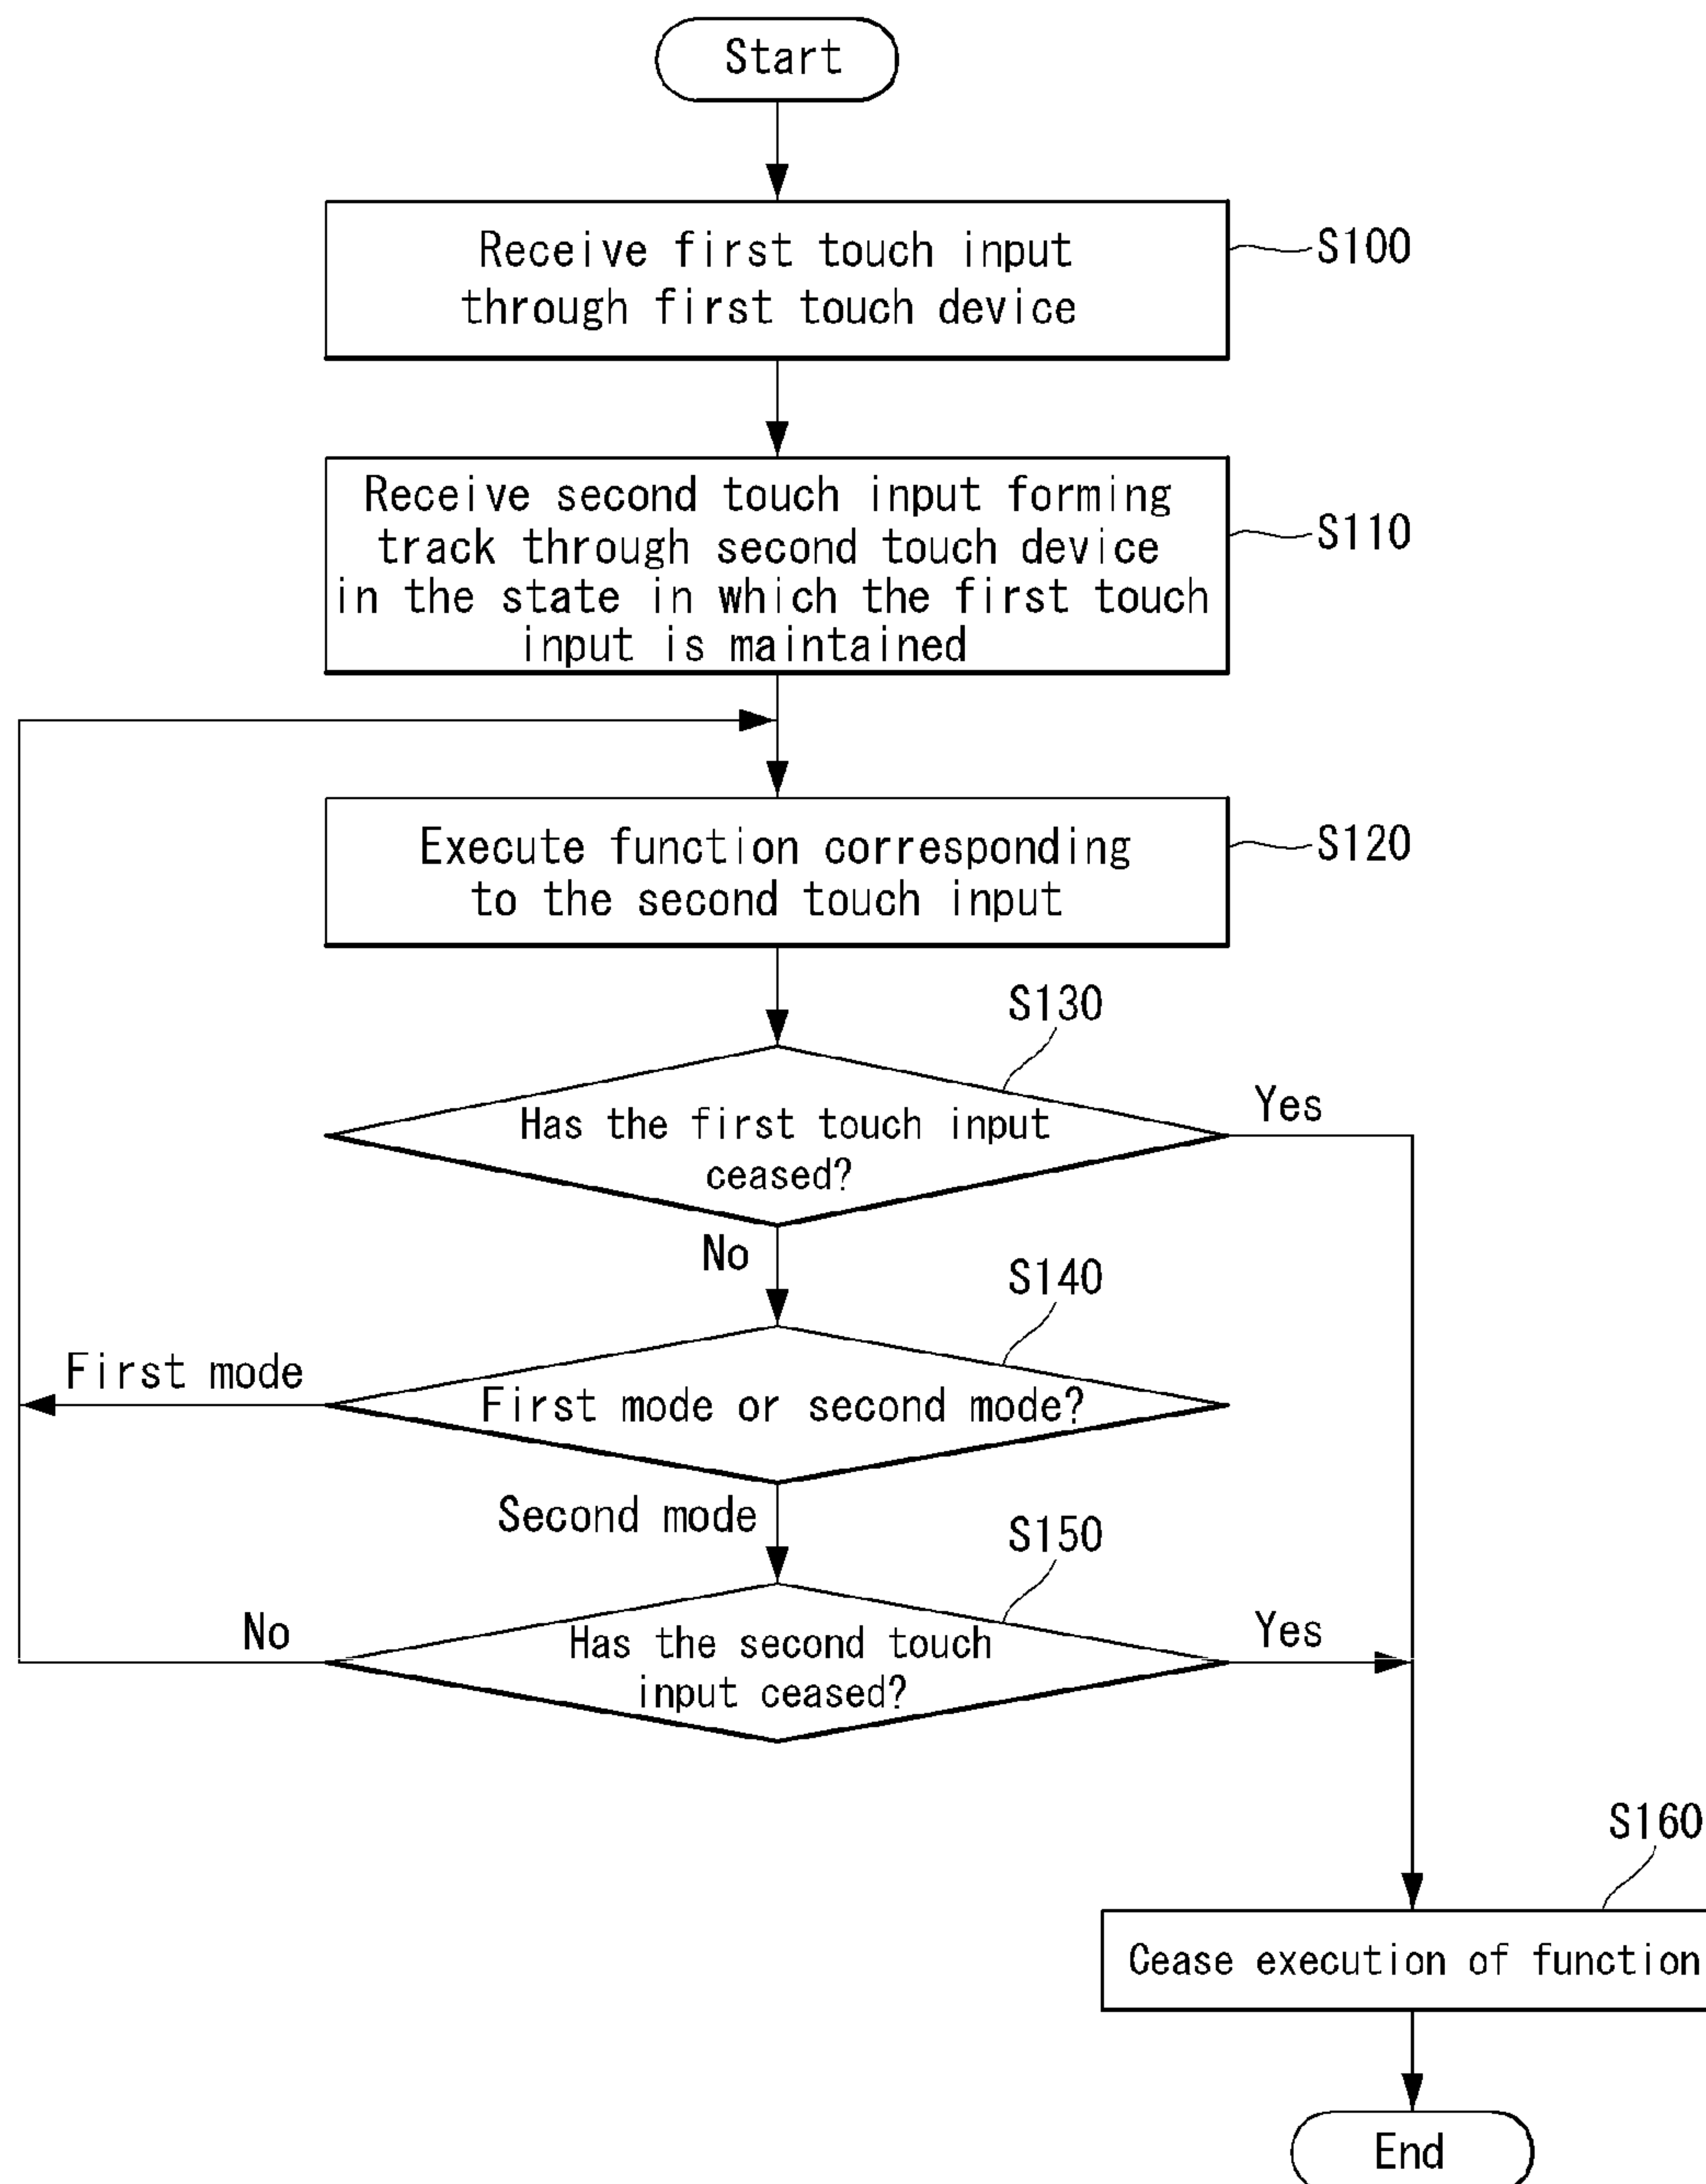 Start
Receive first touch input
through first touch device
S100
Receive second touch input forming
track through second touch device
in the state in which the first touch
input is maintained
S110
Execute function corresponding
to the second touch input
S120
S130
Has the first touch input
ceased?
Yes
No
S140
First mode
First mode or second mode?
Second mode
S150
No
Has the second touch
input ceased?
Yes
S160
Cease execution of function
End